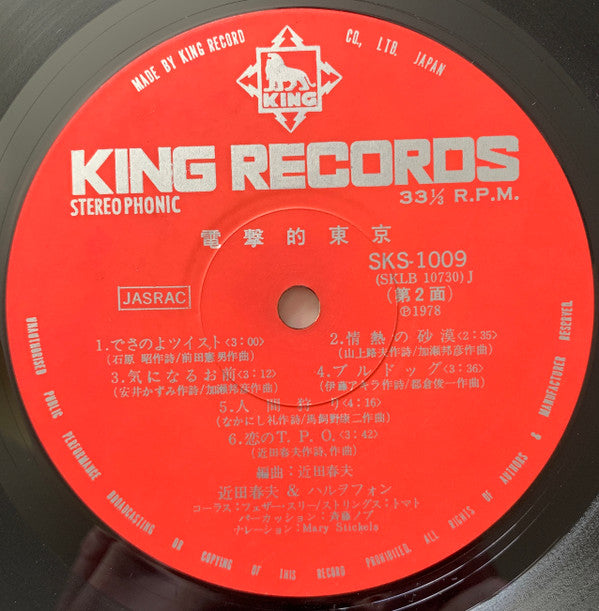 MADE BY KING RECORD CO., LTD. JAPAN
KING
KING RECORDS
STEREOPHONIC
33⅓ R.P.M.
電撃的東京
SKS-1009
(SKLB 10730) J
(第2面)
℗1978
JASRAC
1.でさのよツイスト<3:00>
(石原 昭作詩/前田憲男作曲)
2.情熱の砂漠<2:35>
(山上路夫作詩/加瀬邦彦作曲)
3.気になるお前<3:12>
(安井かずみ作詩/加瀬邦彦作曲)
4.ブルドッグ<3:36>
(伊藤アキラ作詩/都倉俊一作曲)
5.人間狩り<4:16>
(なかにし礼作詩/馬飼野康二作曲)
6.恋のT.P.O.<3:42>
(近田春夫作詩,作曲)
編曲:近田春夫
近田春夫 & ハルヲフォン
コーラス:フェザー・スリー/ストリングス:トマト
パーカッション:斉藤ノブ
ナレーション:Mary Stickels
UNAUTHORISED PUBLIC PERFORMANCE BROADCASTING OR COPYING OF THIS RECORD PROHIBITED. ALL RIGHTS OF AUTHORS & MANUFACTURER RESERVED.